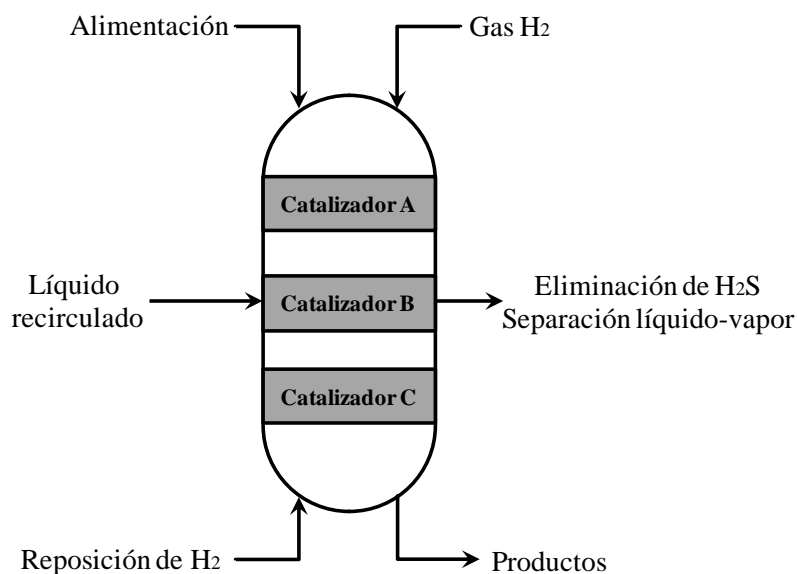 Alimentación
Gas H2
Catalizador A
Líquido
recirculado
Catalizador B
Eliminación de H2S
Separación líquido-vapor
Catalizador C
Reposición de H2
Productos